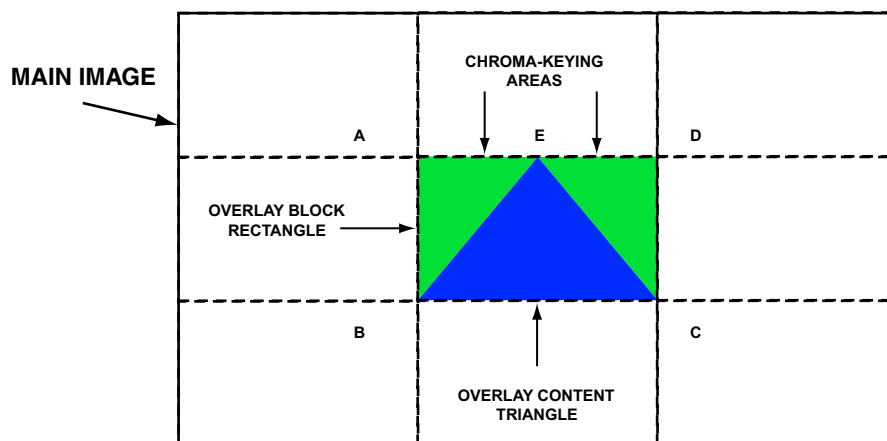 CHROMA-KEYING
AREAS
MAIN IMAGE
A
E
D
OVERLAY BLOCK
RECTANGLE
B
C
OVERLAY CONTENT
TRIANGLE